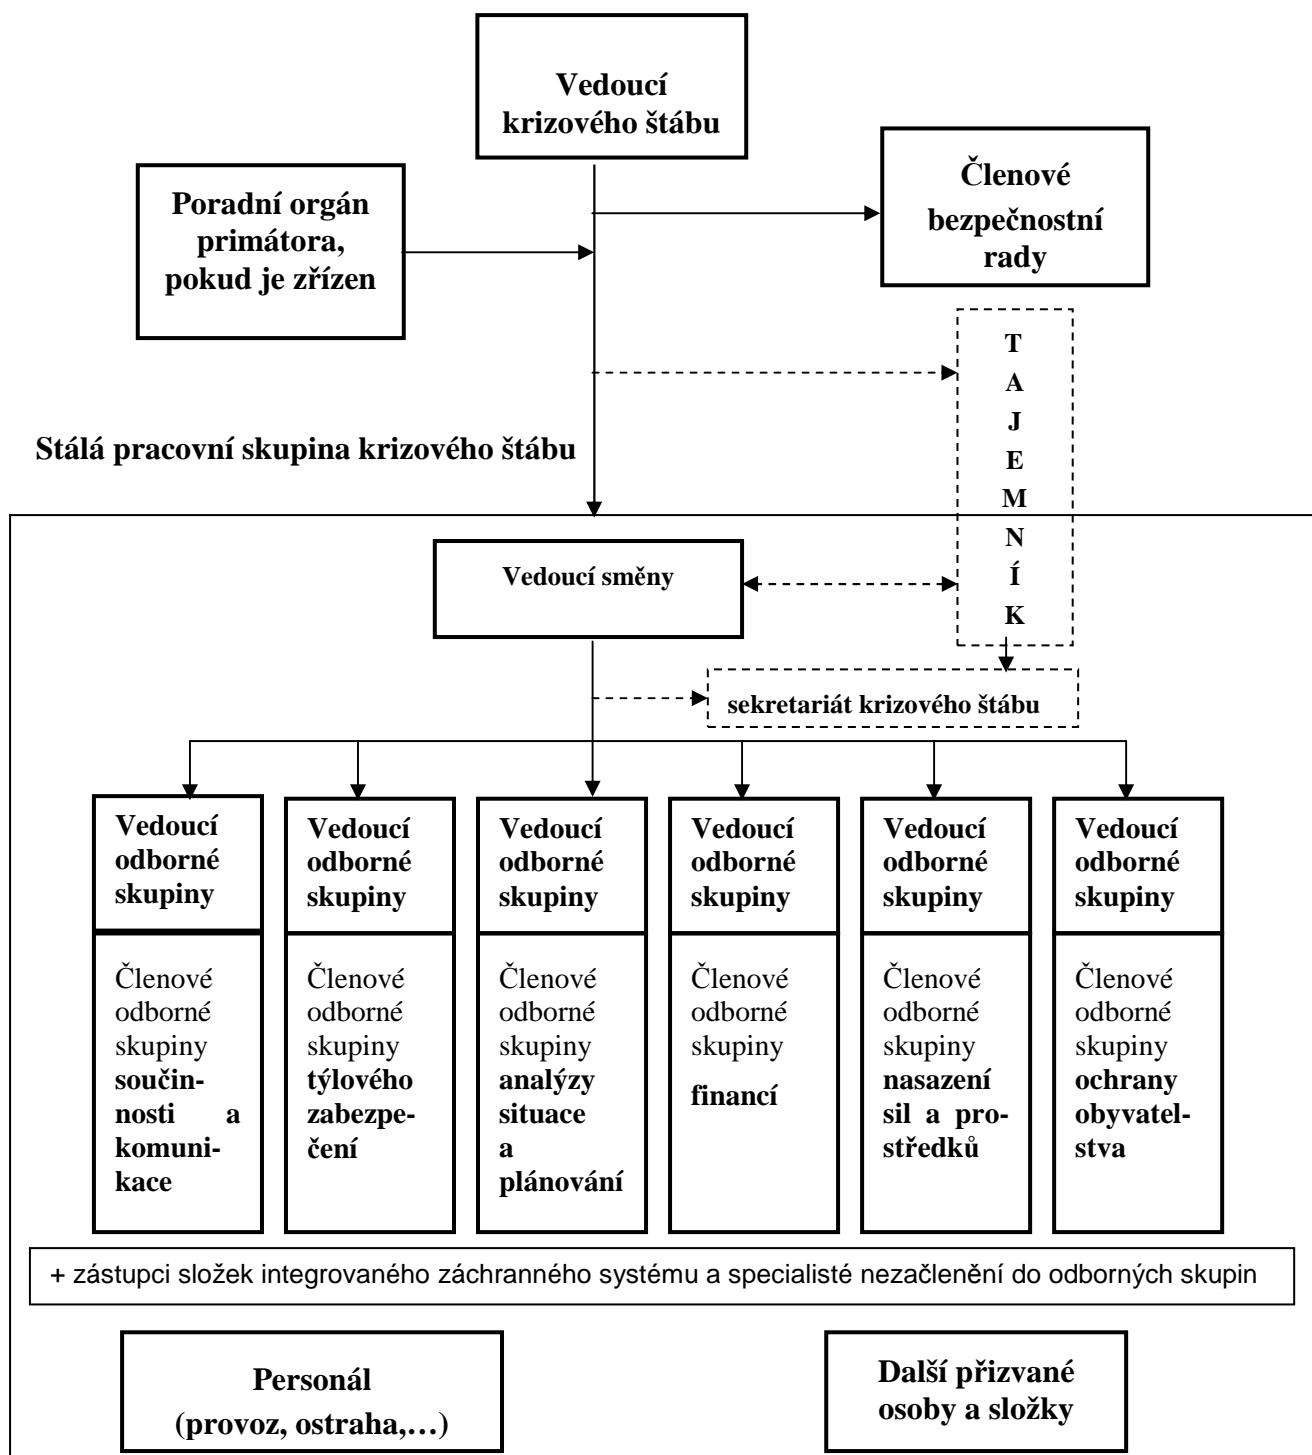 Vedoucí
krizového štábu
Poradní orgán
primátora,
pokud je zřízen
Členové
bezpečnostní
rady
T
A
J
E
M
N
Í
K
Stálá pracovní skupina krizového štábu
Vedoucí směny
sekretariát krizového štábu
Vedoucí
odborné
skupiny
Vedoucí
odborné
skupiny
Vedoucí
odborné
skupiny
Vedoucí
odborné
skupiny
Vedoucí
odborné
skupiny
Vedoucí
odborné
skupiny
Členové
odborné
skupiny
součin-
nosti a
komuni-
kace
Členové
odborné
skupiny
týlového
zabezpe-
čení
Členové
odborné
skupiny
analýzy
situace
a
plánování
Členové
odborné
skupiny
financí
Členové
odborné
skupiny
nasazení
sil a pro-
středků
Členové
odborné
skupiny
ochrany
obyvatel-
stva
+ zástupci složek integrovaného záchranného systému a specialisté nezačlenění do odborných skupin
Personál
(provoz, ostraha,…)
Další přizvané
osoby a složky